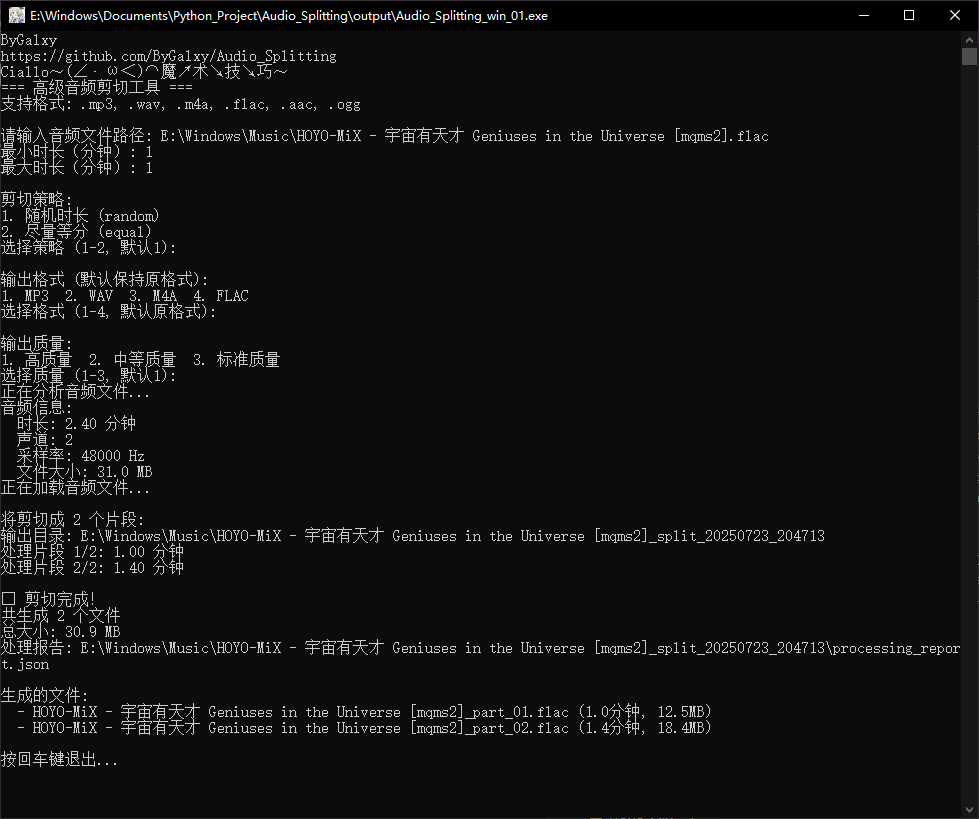 E:\Windows\Documents\Python_Project\Audio_Splitting\output\Audio_Splitting_win_01.exe
ByGalxy
https://github.com/ByGalxy/Audio_Splitting
Ciallo～(∠・ω<)⌒魔↗术↘技↘巧～
=== 高级音频剪切工具 ===
支持格式: .mp3, .wav, .m4a, .flac, .aac, .ogg
请输入音频文件路径: E:\Windows\Music\HOYO-MiX - 宇宙有天才 Geniuses in the Universe [mqms2].flac
最小时长（分钟）: 1
最大时长（分钟）: 1
剪切策略:
1. 随机时长 (random)
2. 尽量等分 (equal)
选择策略 (1-2, 默认1):
输出格式 (默认保持原格式):
1. MP3  2. WAV  3. M4A  4. FLAC
选择格式 (1-4, 默认原格式):
输出质量:
1. 高质量  2. 中等质量  3. 标准质量
选择质量 (1-3, 默认1):
正在分析音频文件...
音频信息:
  时长: 2.40 分钟
  声道: 2
  采样率: 48000 Hz
  文件大小: 31.0 MB
正在加载音频文件...
将剪切成 2 个片段:
输出目录: E:\Windows\Music\HOYO-MiX - 宇宙有天才 Geniuses in the Universe [mqms2]_split_20250723_204713
处理片段 1/2: 1.00 分钟
处理片段 2/2: 1.40 分钟
□ 剪切完成!
共生成 2 个文件
总大小: 30.9 MB
处理报告: E:\Windows\Music\HOYO-MiX - 宇宙有天才 Geniuses in the Universe [mqms2]_split_20250723_204713\processing_repor
t.json
生成的文件:
  - HOYO-MiX - 宇宙有天才 Geniuses in the Universe [mqms2]_part_01.flac (1.0分钟, 12.5MB)
  - HOYO-MiX - 宇宙有天才 Geniuses in the Universe [mqms2]_part_02.flac (1.4分钟, 18.4MB)
按回车键退出...